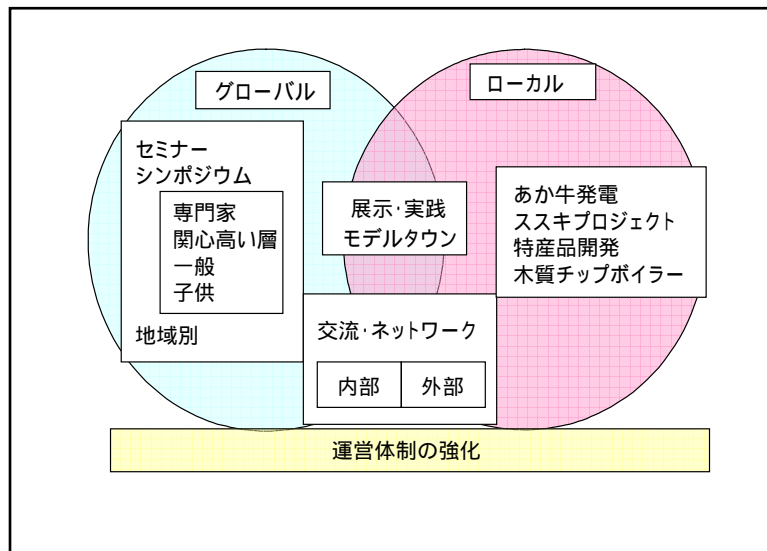 グローバル
ローカル
セミナー
シンポジウム
専門家
関心高い層
一般
子供
地域別
展示・実践
モデルタウン
あか牛発電
ススキプロジェクト
特産品開発
木質チップボイラー
交流・ネットワーク
内部
外部
運営体制の強化